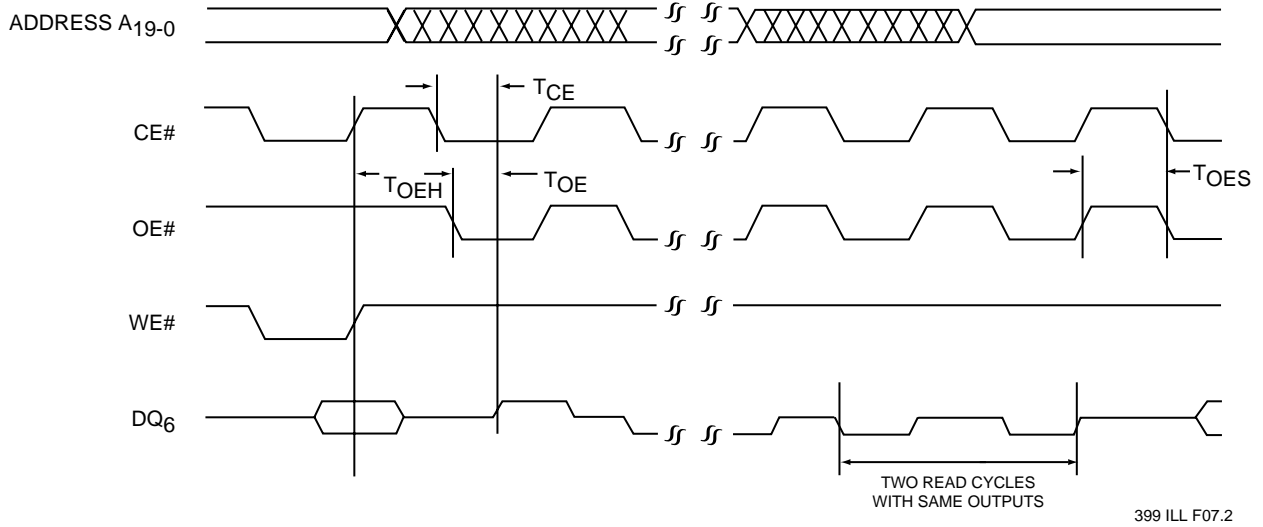 ADDRESS A19-0
TCE
CE#
TOEH
TOE
TOES
OE#
WE#
DQ6
TWO READ CYCLES
WITH SAME OUTPUTS
399 ILL F07.2